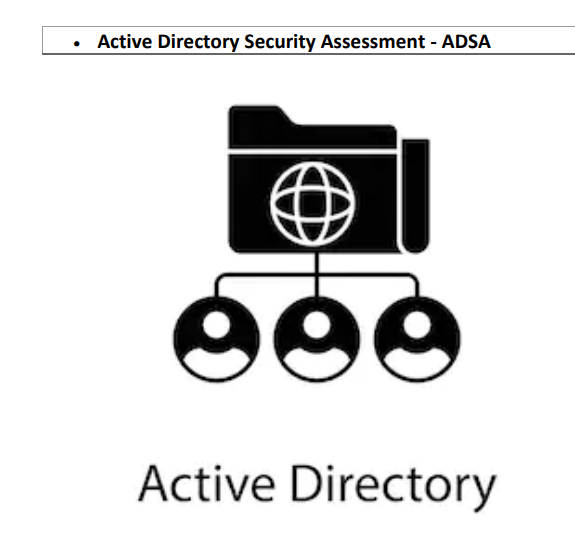 • Active Directory Security Assessment - ADSA
Active Directory